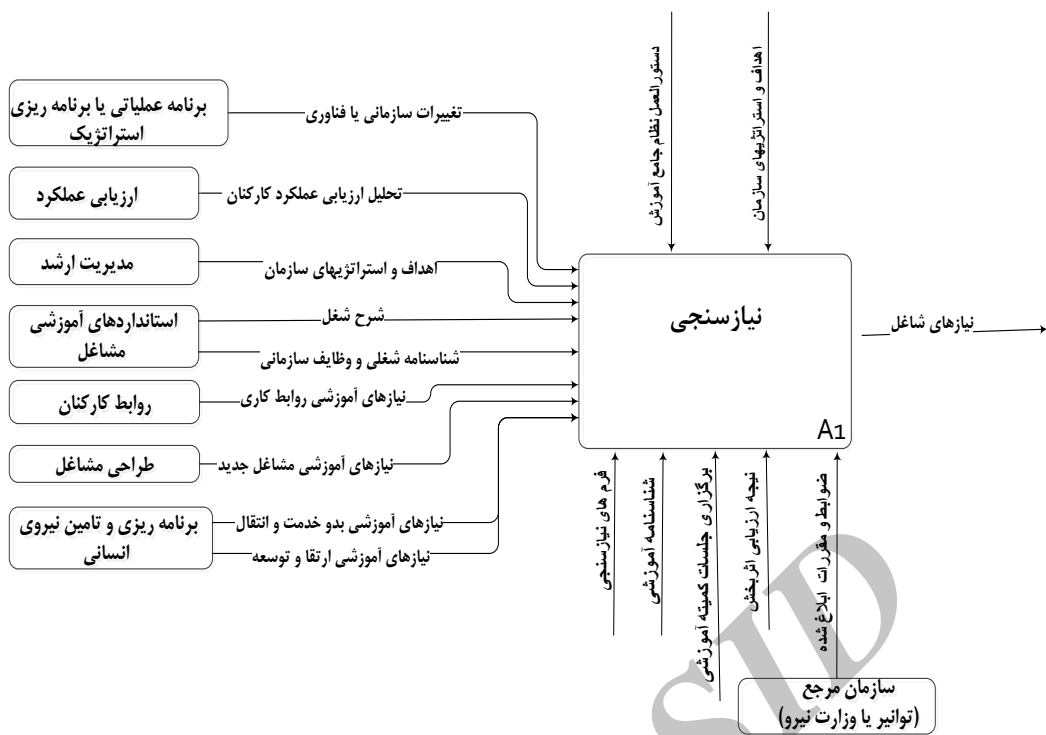 دستورالعمل نظام جامع آموزش
اهداف و استراتژیهای سازمان
برنامه عملیاتی یا برنامه ریزی
استراتژیک
تغییرات سازمانی یا فناوری
ارزیابی عملکرد
تحلیل ارزیابی عملکرد کارکنان
مدیریت ارشد
اهداف و استراتژیهای سازمان
استانداردهای آموزشی
مشاغل
شرح شغل
شناسنامه شغلی و وظایف سازمانی
روابط کارکنان
نیازهای آموزشی روابط کاری
طراحی مشاغل
نیازهای آموزشی مشاغل جدید
برنامه ریزی و تامین نیروی
انسانی
نیازهای آموزشی بدو خدمت و انتقال
نیازهای آموزشی ارتقا و توسعه
نیازسنجی
A1
نیازهای شاغل
فرم های نیازسنجی
شناسنامه آموزشی
برگزاری جلسات کمیته آموزشی
نیجه ارزیابی اثربخش
ضوابط و مقررات ابلاغ شده
سازمان مرجع
(توانیر یا وزارت نیرو)
SID